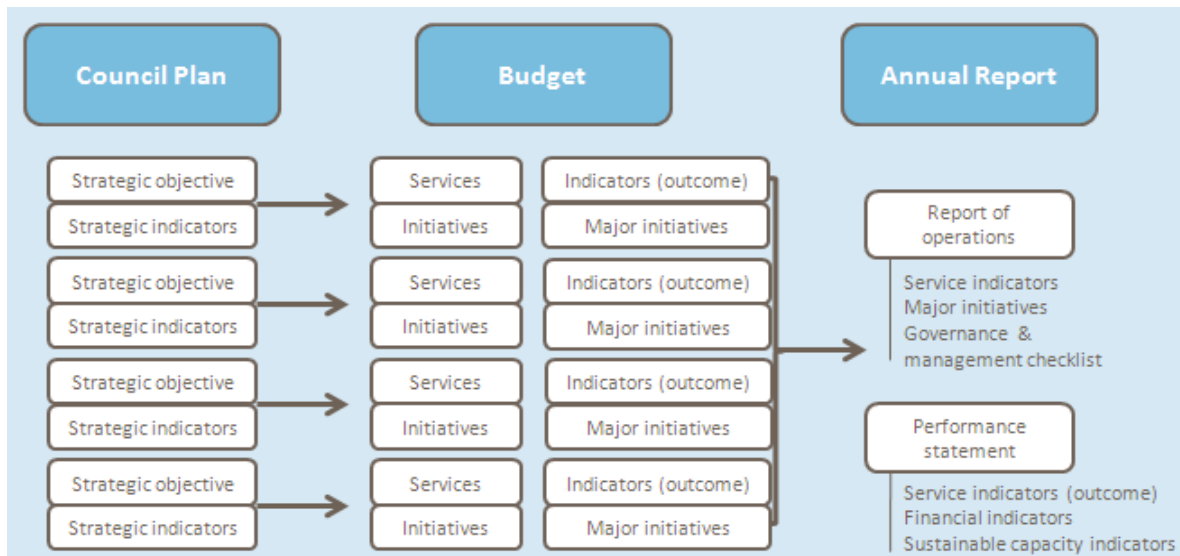 Council Plan
Budget
Annual Report
Strategic objective
Strategic indicators
Services
Initiatives
Indicators (outcome)
Major initiatives
Strategic objective
Strategic indicators
Services
Initiatives
Indicators (outcome)
Major initiatives
Strategic objective
Strategic indicators
Services
Initiatives
Indicators (outcome)
Major initiatives
Strategic objective
Strategic indicators
Services
Initiatives
Indicators (outcome)
Major initiatives
Report of
operations
Service indicators
Major initiatives
Governance &
management checklist
Performance
statement
Service indicators (outcome)
Financial indicators
Sustainable capacity indicators